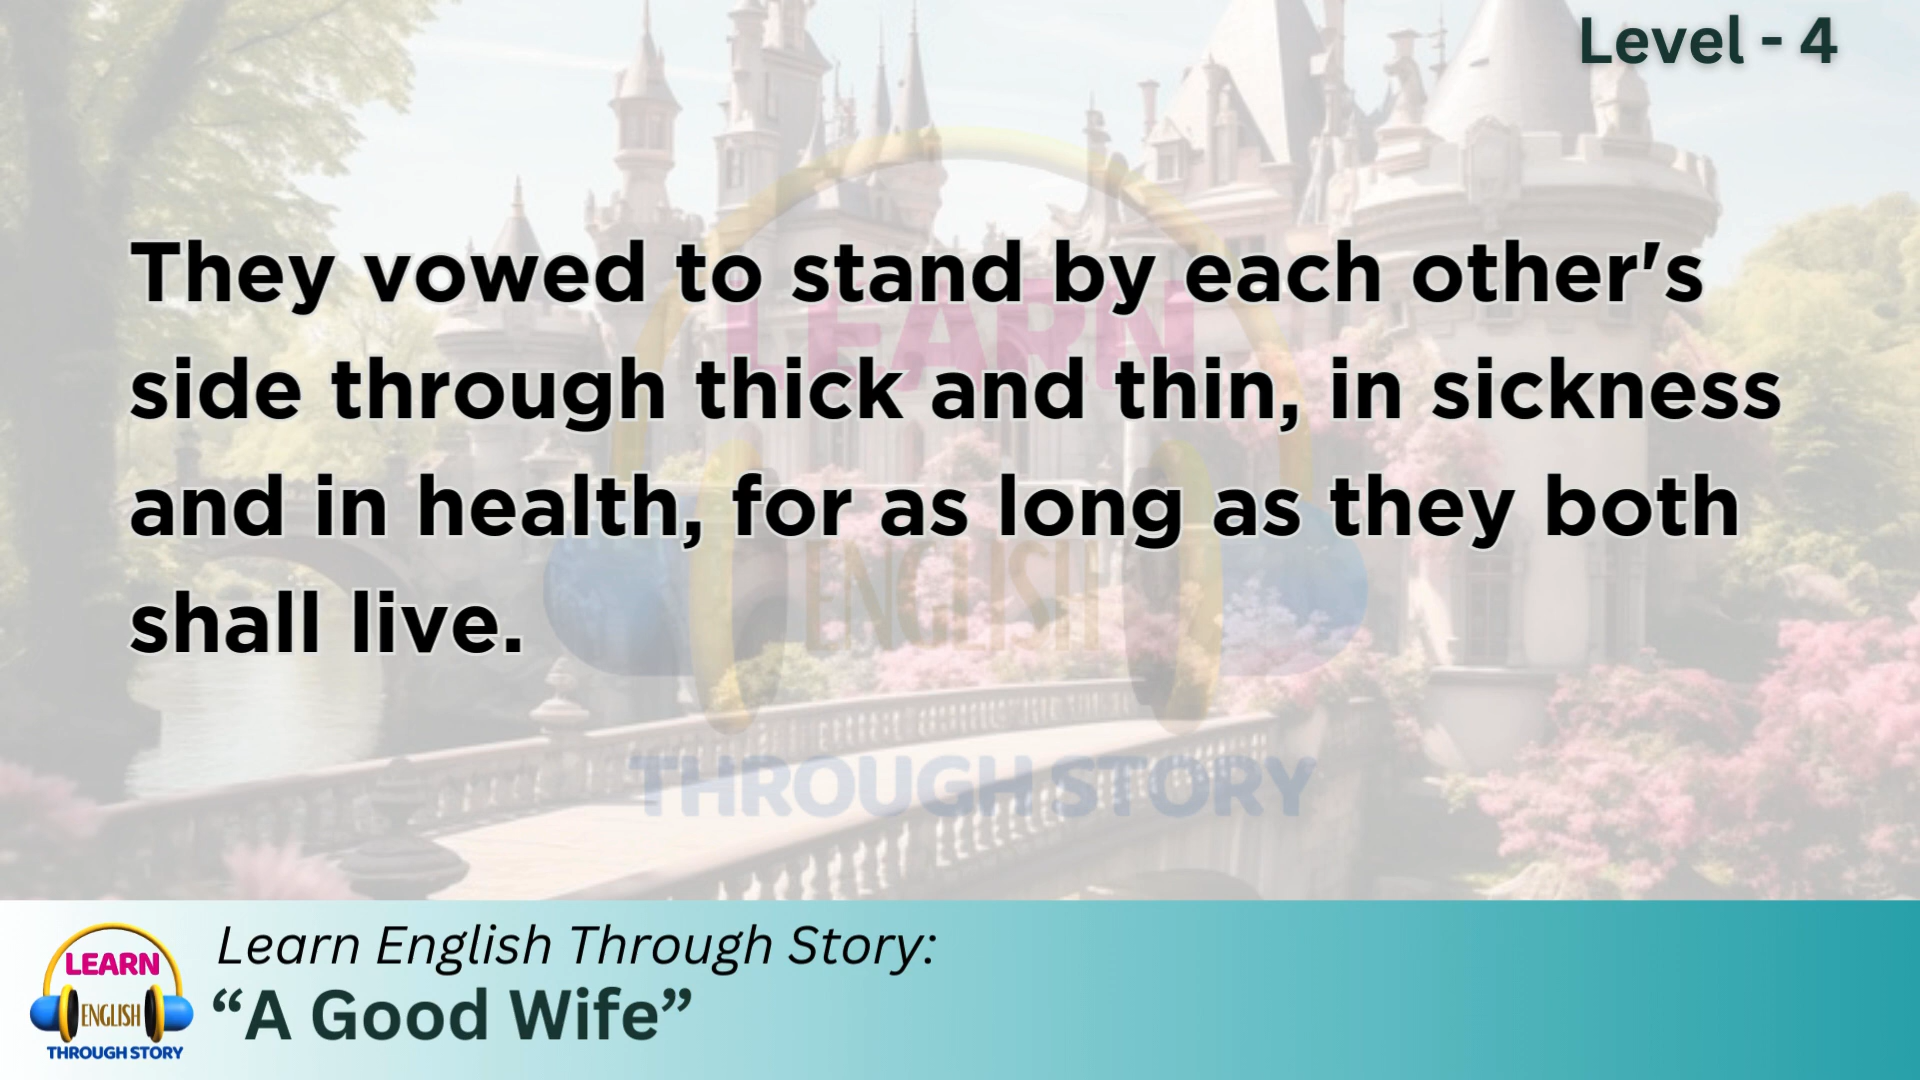 Level - 4
They vowed to stand by each other's
side through thick and thin, in sickness
and in health, for as long as they both
shall live.
LEARN
ENGLISH
THROUGH STORY
Learn English Through Story:
“A Good Wife”
LEARN
ENGLISH
THROUGH STORY